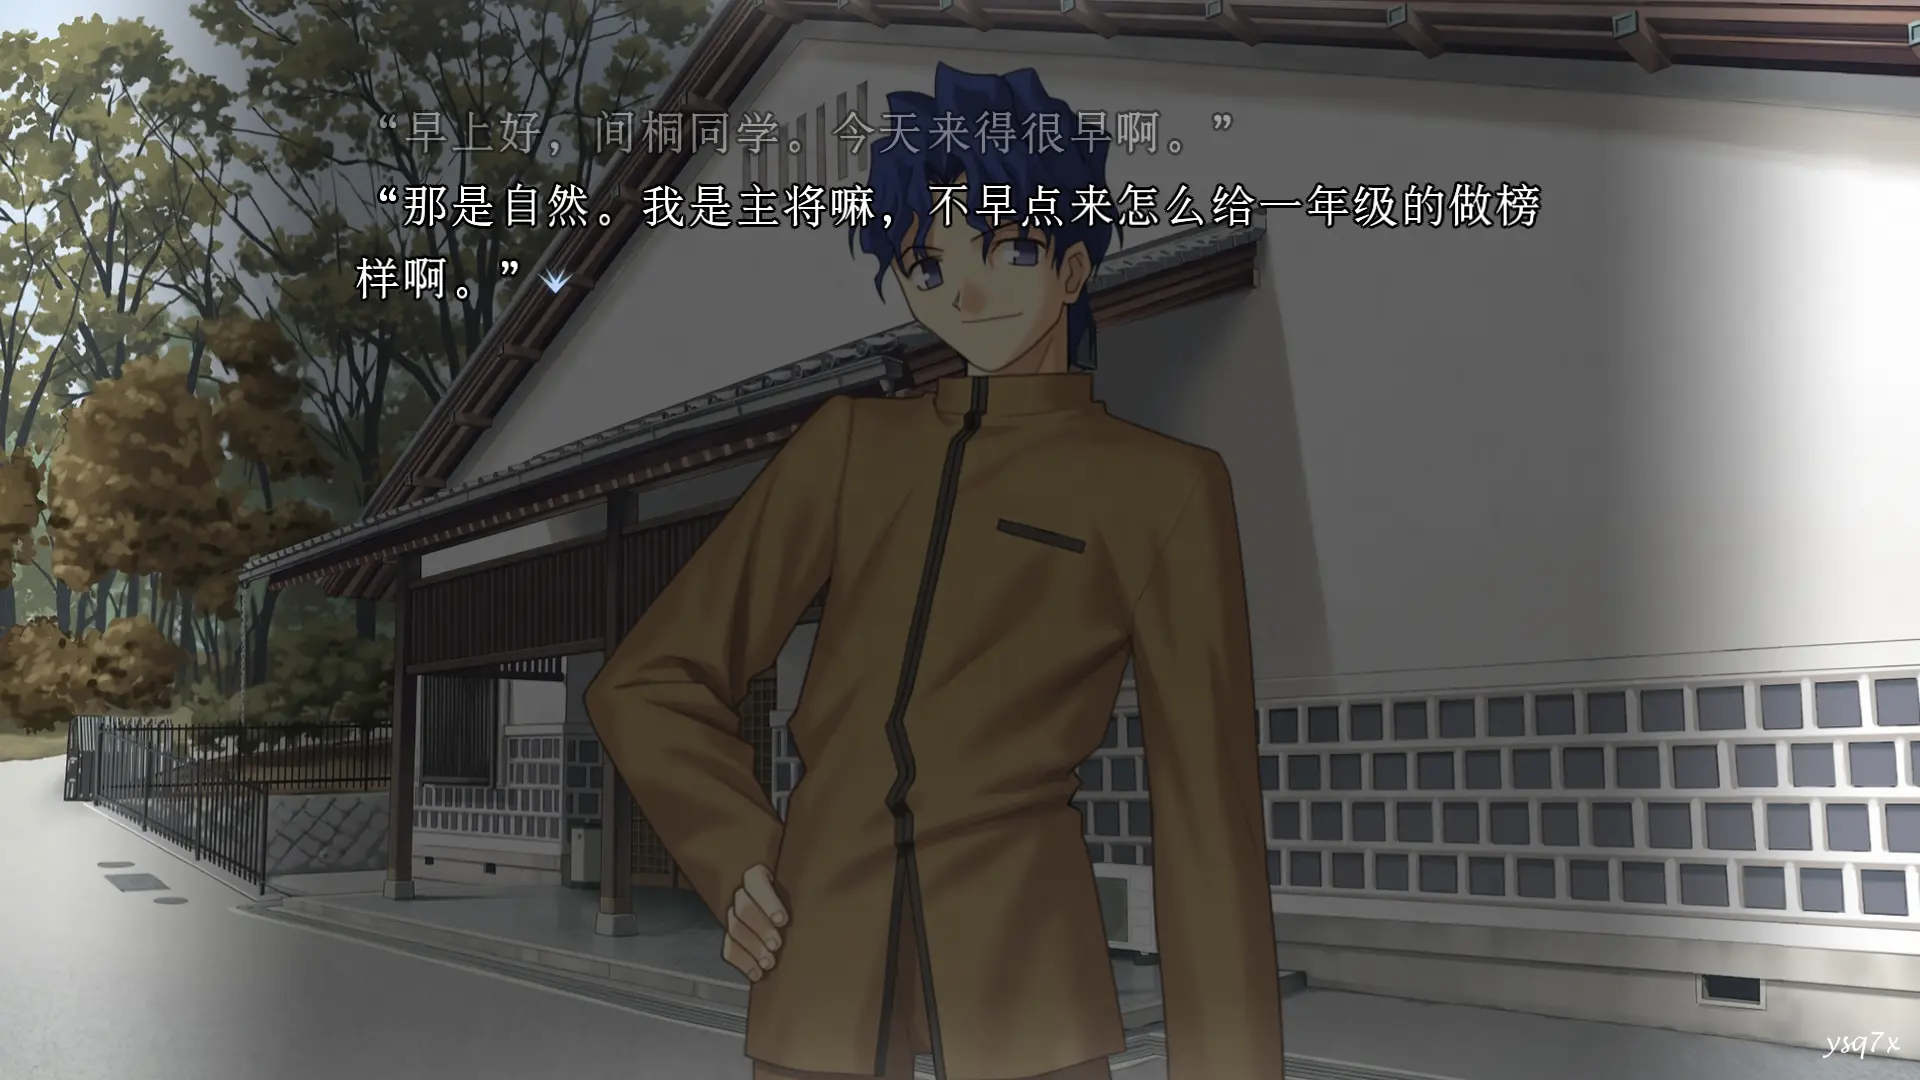 “早上好，间桐同学。今天来得很早啊。”
“那是自然。我是主将嘛，不早点来怎么给一年级的做榜
样啊。”
ysq7x